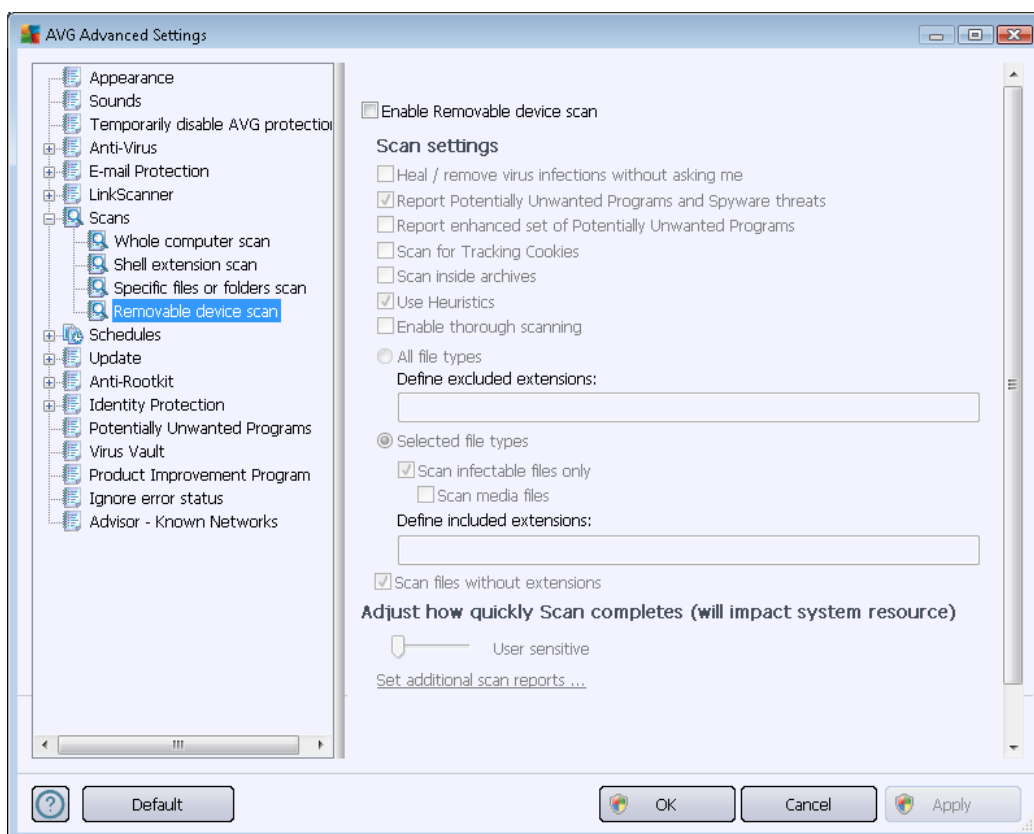 AVG Advanced Settings
Appearance
Sounds
Temporarily disable AVG protection
Anti-Virus
E-mail Protection
LinkScanner
Scans
Whole computer scan
Shell extension scan
Specific files or folders scan
Removable device scan
Schedules
Update
Anti-Rootkit
Identity Protection
Potentially Unwanted Programs
Virus Vault
Product Improvement Program
Ignore error status
Advisor - Known Networks
Enable Removable device scan
Scan settings
Heal / remove virus infections without asking me
Report Potentially Unwanted Programs and Spyware threats
Report enhanced set of Potentially Unwanted Programs
Scan for Tracking Cookies
Scan inside archives
Use Heuristics
Enable thorough scanning
All file types
Define excluded extensions:
Selected file types
Scan infectable files only
Scan media files
Define included extensions:
Scan files without extensions
Adjust how quickly Scan completes (will impact system resource)
User sensitive
Set additional scan reports ...
?
Default
OK
Cancel
Apply